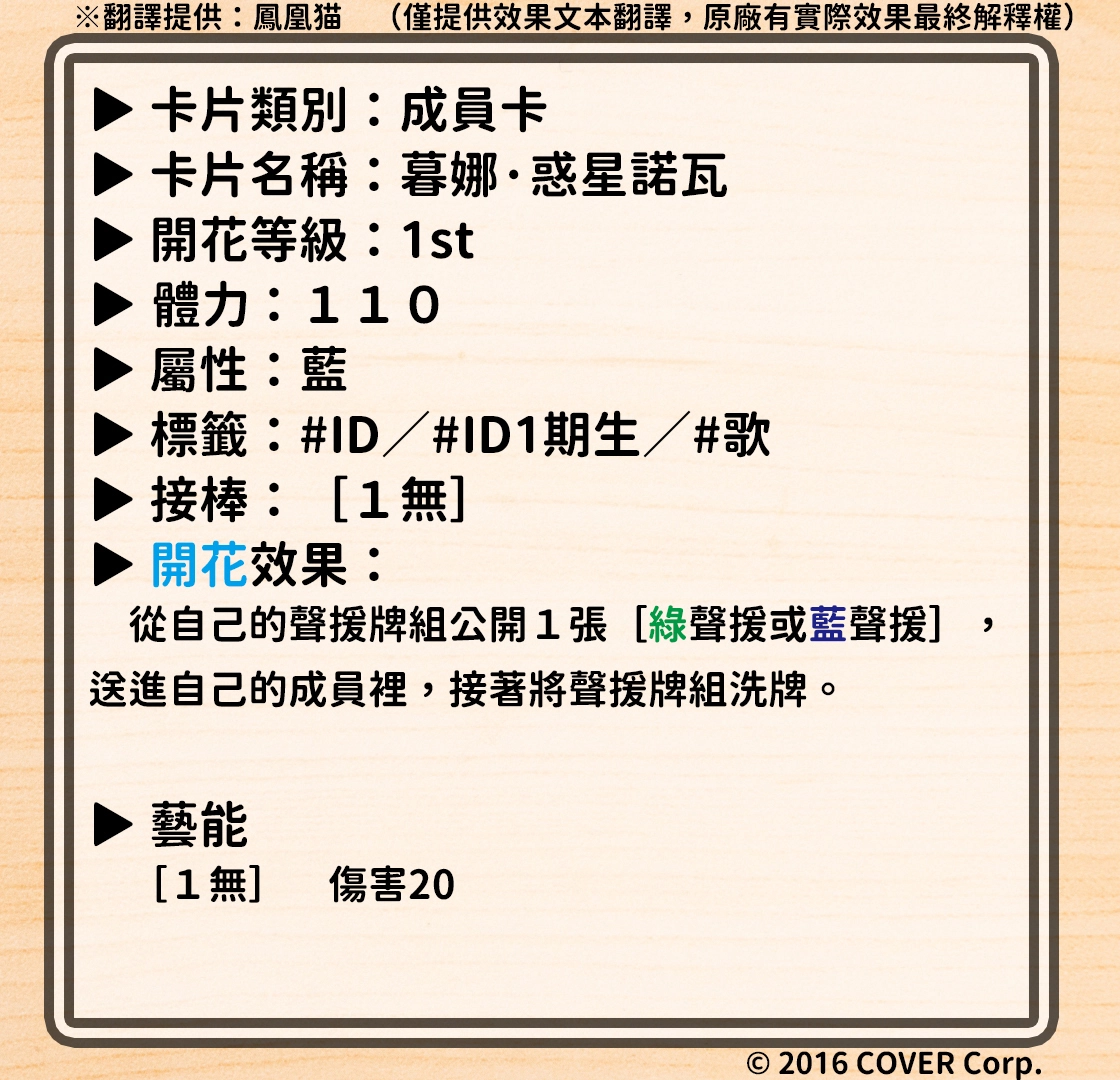 ※翻譯提供：鳳凰猫　（僅提供效果文本翻譯，原廠有實際效果最終解釋權）
▶ 卡片類別：成員卡
▶ 卡片名稱：暮娜·惑星諾瓦
▶ 開花等級：1st
▶ 體力：１１０
▶ 屬性：藍
▶ 標籤：#ID／#ID1期生／#歌
▶ 接棒：［１無］
▶ 開花效果：
從自己的聲援牌組公開１張［綠聲援或藍聲援］，
送進自己的成員裡，接著將聲援牌組洗牌。
▶ 藝能
［１無］　傷害20
© 2016 COVER Corp.